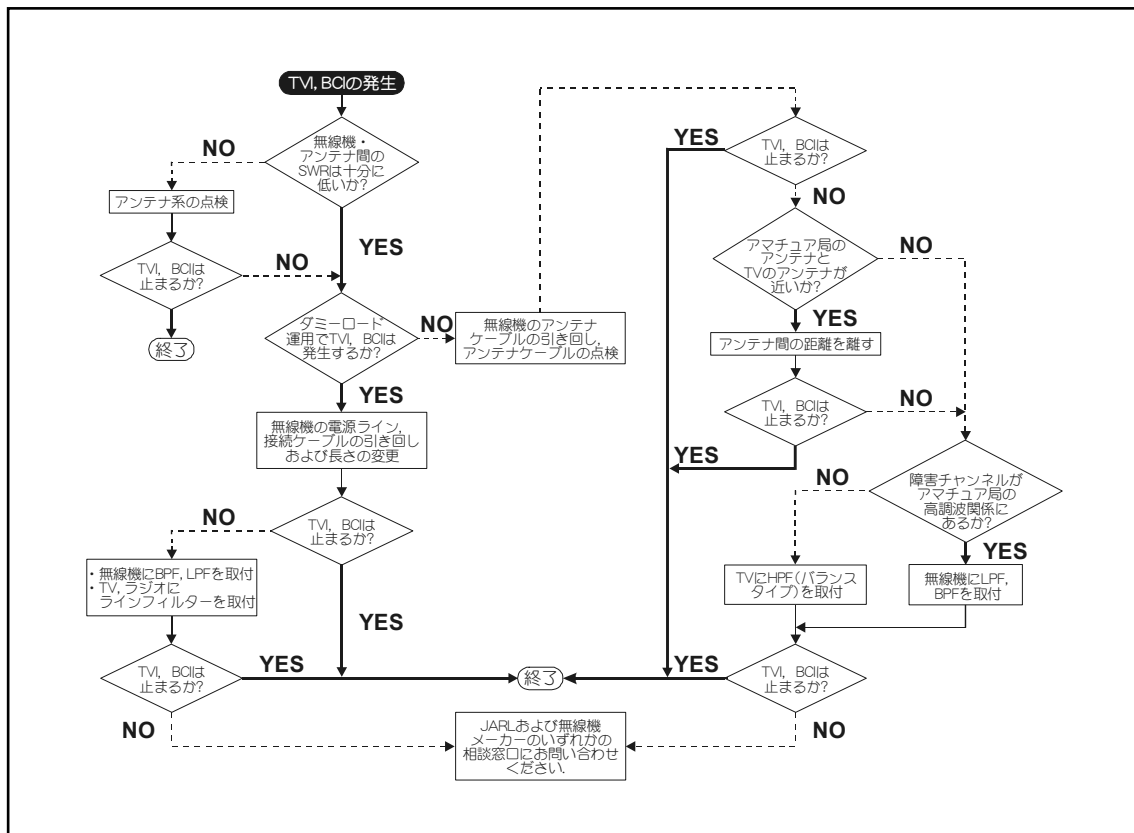 TVI, BCIの発生
無線機・
アンテナ間の
SWRは十分に
低いか?
NO
アンテナ系の点検
YES
TVI, BCIは
止まるか?
NO
終了
ダミーロード
運用でTVI, BCIは
発生するか?
NO
無線機のアンテナ
ケーブルの引き回し,
アンテナケーブルの点検
YES
無線機の電源ライン,
接続ケーブルの引き回し
および長さの変更
TVI, BCIは
止まるか?
NO
・無線機にBPF, LPFを取付
・TV,ラジオに
ラインフィルターを取付
YES
TVI, BCIは
止まるか?
YES
NO
終了
JARLおよび無線機
メーカーのいずれかの
相談窓口にお問い合わせ
ください.
TVI, BCIは
止まるか?
YES
NO
アマチュア局の
アンテナと
TVのアンテナが
近いか?
NO
YES
アンテナ間の距離を離す
TVI, BCIは
止まるか?
NO
YES
障害チャンネルが
アマチュア局の
高調波関係に
あるか?
NO
YES
TVにHPF(バランス
タイプ)を取付
無線機にLPF,
BPFを取付
TVI, BCIは
止まるか?
YES
NO